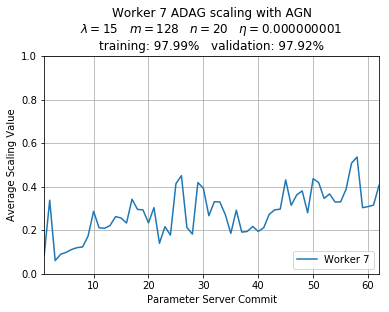 Worker 7 ADAG scaling with AGN
λ = 15 m = 128 n = 20 η = 0.000000001
training: 97.99% validation: 97.92%
1.0
0.8
0.6
0.4
0.2
0.0
Average Scaling Value
Worker 7
10 20 30 40 50 60
Parameter Server Commit